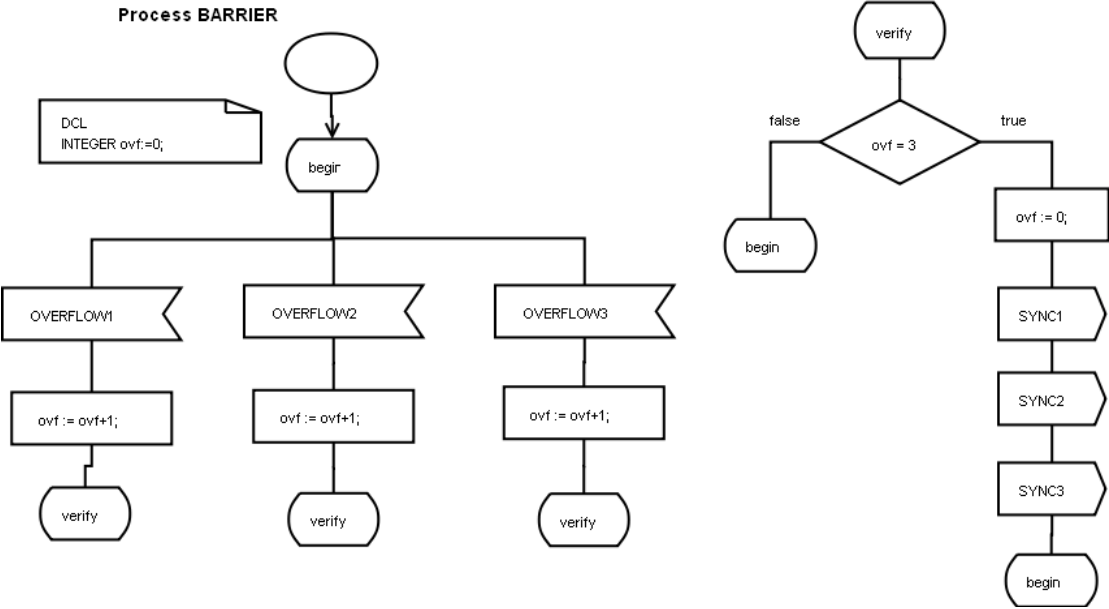 Process BARRIER
DCL
INTEGER ovf:=0;
begin
OVERFLOW1
OVERFLOW2
OVERFLOW3
ovf := ovf+1;
ovf := ovf+1;
ovf := ovf+1;
verify
verify
verify
verify
false
true
ovf = 3
begin
ovf := 0;
SYNC1
SYNC2
SYNC3
begin